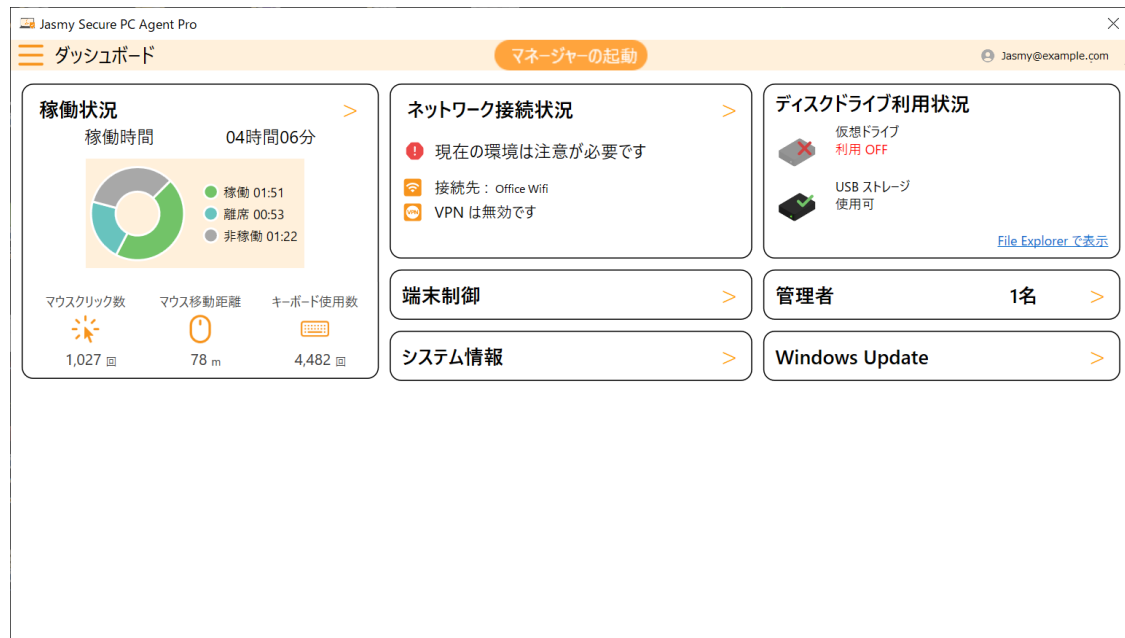 Jasmy Secure PC Agent Pro
ダッシュボード
マネージャーの起動
Jasmy@example.com
稼働状況 >
稼働時間 04時間06分
稼働 01:51
離席 00:53
非稼働 01:22
マウスクリック数 マウス移動距離 キーボード使用数
1,027 回 78 m 4,482 回
ネットワーク接続状況 >
現在の環境は注意が必要です
接続先： Office Wifi
VPN VPN は無効です
ディスクドライブ利用状況
仮想ドライブ
利用 OFF
USB ストレージ
使用可
File Explorer で表示
端末制御 >
管理者 1名 >
システム情報 >
Windows Update >